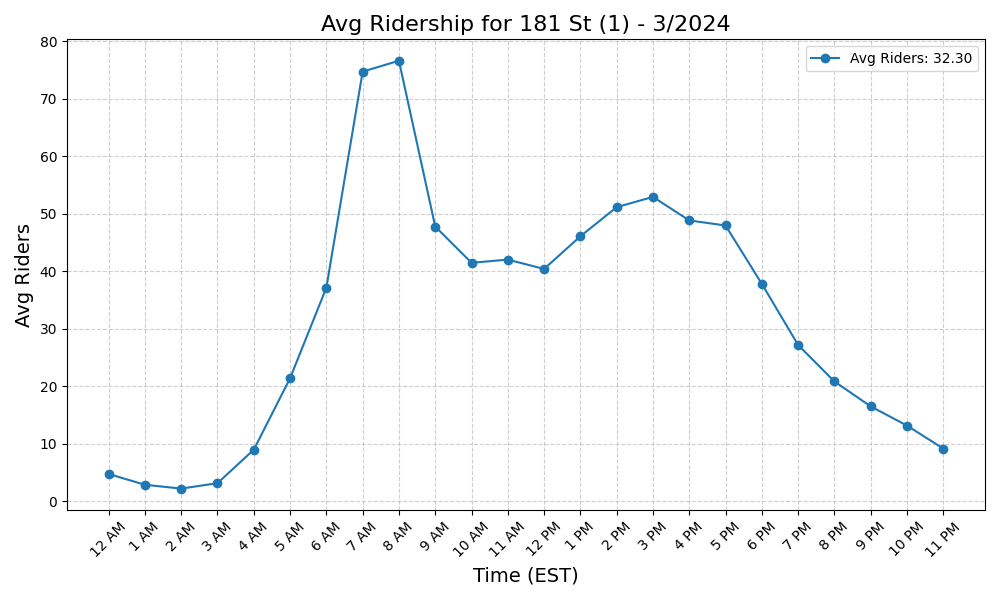 Avg Ridership for 181 St (1) - 3/2024
Avg Riders: 32.30
Avg Riders
80
70
60
50
40
30
20
10
0
12 AM
1 AM
2 AM
3 AM
4 AM
5 AM
6 AM
7 AM
8 AM
9 AM
10 AM
11 AM
12 PM
1 PM
2 PM
3 PM
4 PM
5 PM
6 PM
7 PM
8 PM
9 PM
10 PM
11 PM
Time (EST)